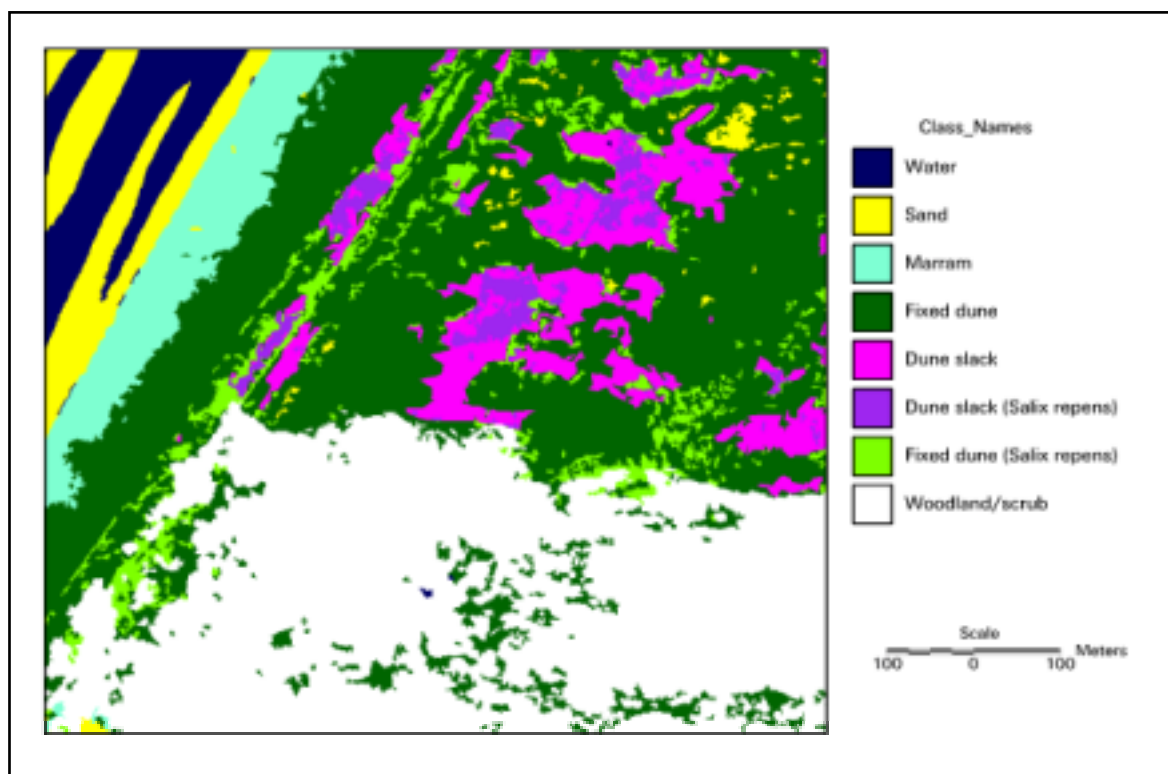 Class_Names
Water
Sand
Marram
Fixed dune
Dune slack
Dune slack (Salix repens)
Fixed dune (Salix repens)
Woodland/scrub
Scale
100 0 100 Meters